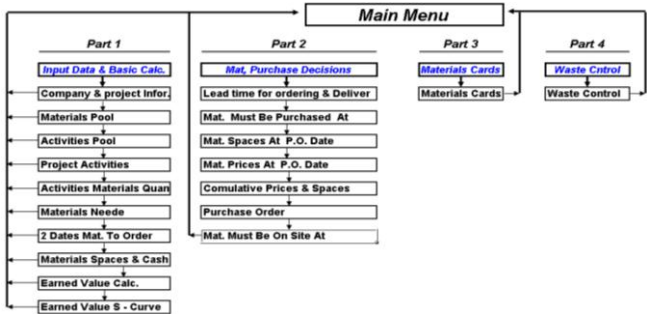 Main Menu
Part 1
Part 2
Part 3
Part 4
Input Data & Basic Calc.
Mat, Purchase Decisions
Materials Cards
Waste Cntrol
Company & project Infor.
Lead time for ordering & Deliver
Materials Cards
Waste Control
Materials Pool
Mat. Must Be Purchased At
Activities Pool
Mat. Spaces At P.O. Date
Project Activities
Mat. Prices At P.O. Date
Activities Materials Quan
Comulative Prices & Spaces
Materials Neede
Purchase Order
2 Dates Mat. To Order
Mat. Must Be On Site At
Materials Spaces & Cash
Earned Value Calc.
Earned Value S - Curve